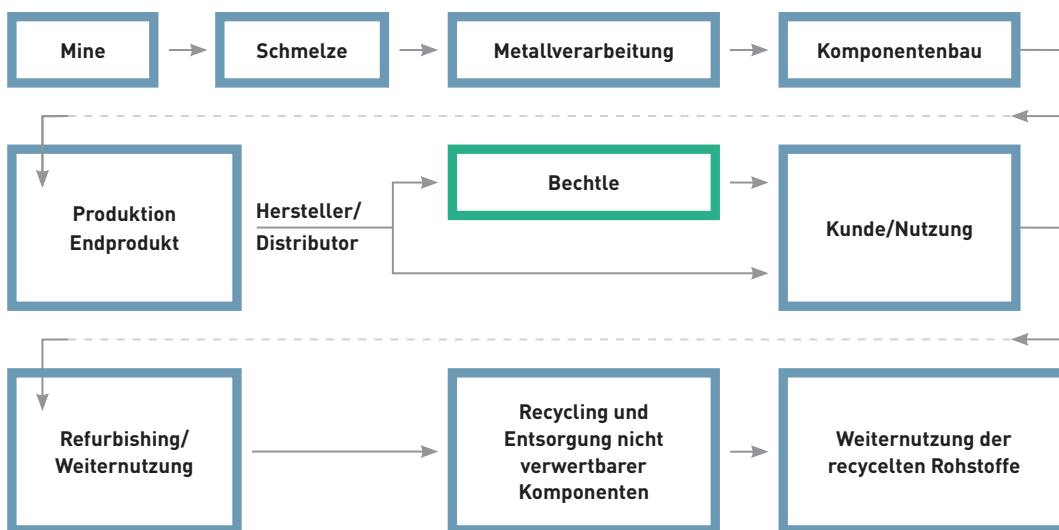 Mine
Schmelze
Metallverarbeitung
Komponentenbau
Produktion
Endprodukt
Hersteller/
Distributor
Bechtle
Kunde/Nutzung
Refurbishing/
Weiternutzung
Recycling und
Entsorgung nicht
verwertbarer
Komponenten
Weiternutzung der
recycelten Rohstoffe